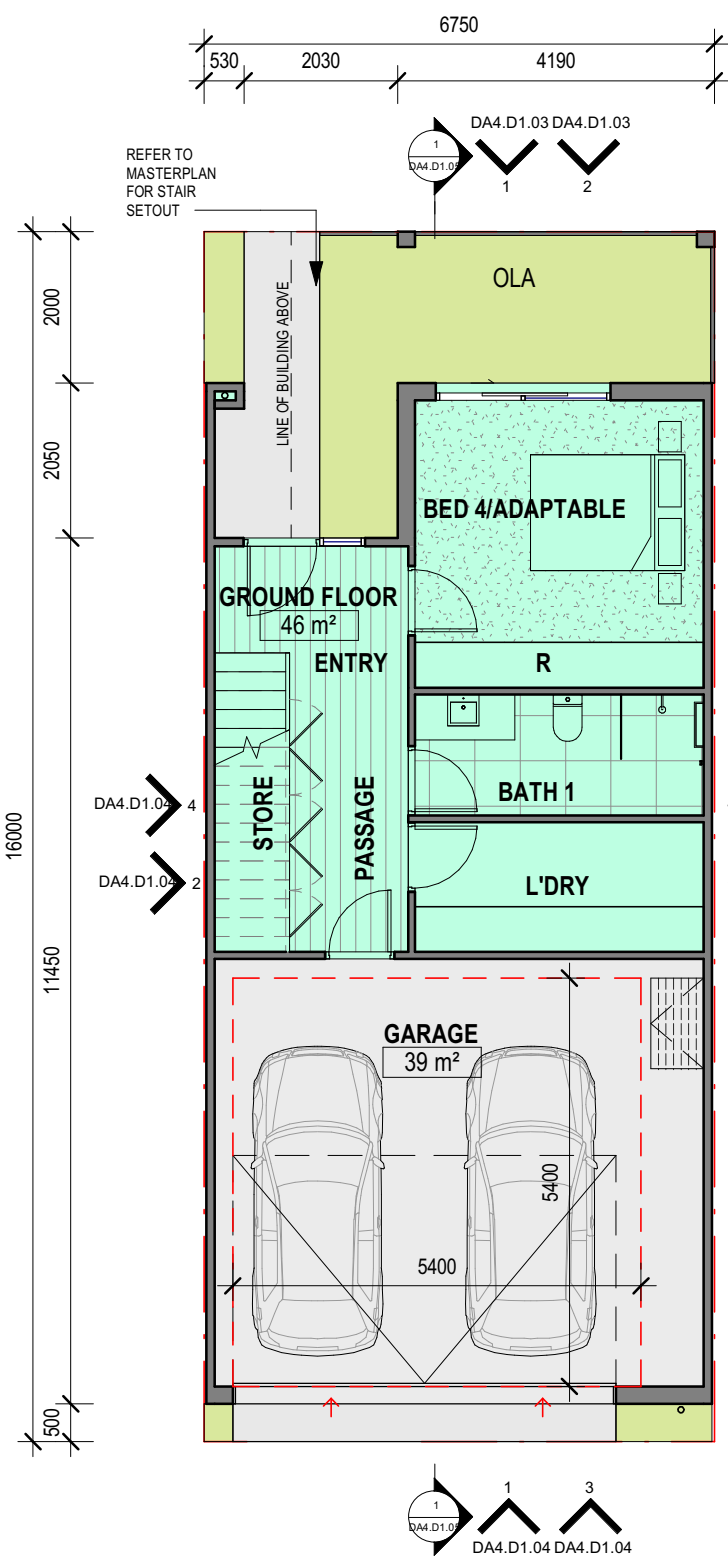 6750
530
2030
4190
DA4.D1.03 DA4.D1.03
1
DA4.D1.05
1
2
REFER TO
MASTERPLAN
FOR STAIR
SETOUT
OLA
2000
LINE OF BUILDING ABOVE
2050
BED 4/ADAPTABLE
GROUND FLOOR
46 m²
ENTRY
R
BATH 1
STORE
PASSAGE
DA4.D1.04 4
16000
DA4.D1.04 2
L'DRY
11450
GARAGE
39 m²
5400
5400
500
1
DA4.D1.05
1
3
DA4.D1.04 DA4.D1.04